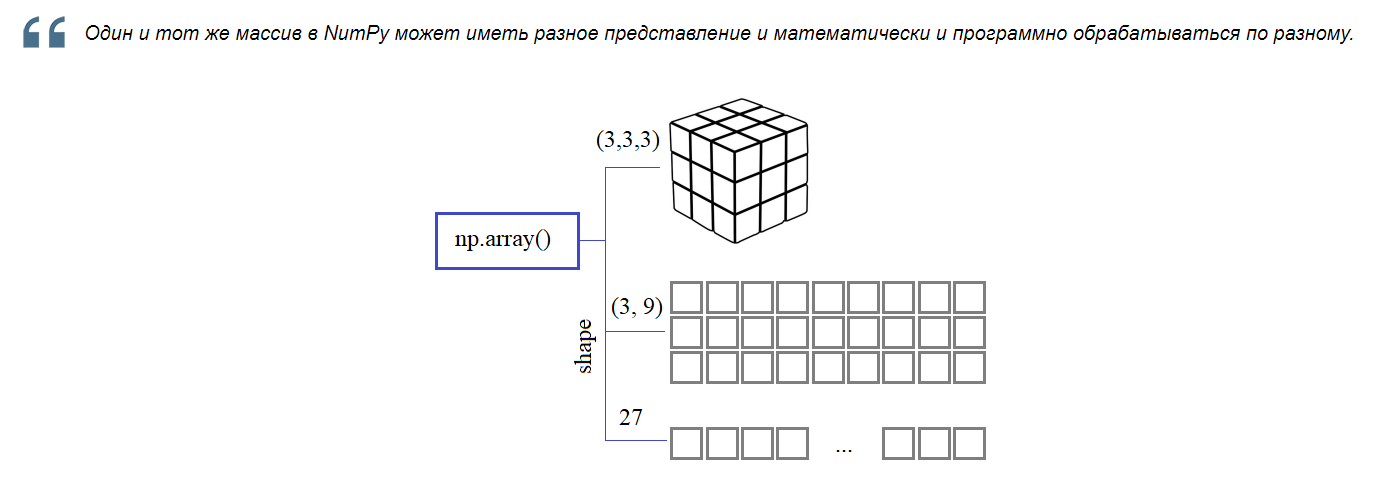 Один и тот же массив в NumPy может иметь разное представление и математически и программно обрабатываться по разному.
(3,3,3)
np.array()
(3, 9)
shape
27
...